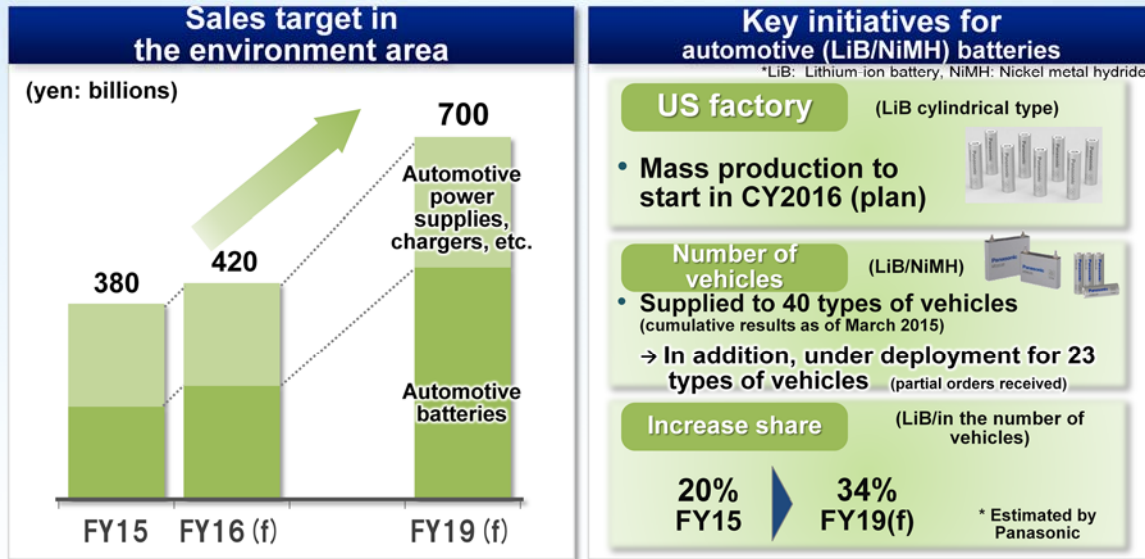 Sales target in
the environment area
(yen: billions)
700
Automotive
power
supplies,
chargers, etc.
420
380
Automotive
batteries
FY15
FY16 (f)
FY19 (f)
Key initiatives for
automotive (LiB/NiMH) batteries
*LiB: Lithium-ion battery, NiMH: Nickel metal hydride
US factory
(LiB cylindrical type)
• Mass production to
start in CY2016 (plan)
Number of
vehicles
(LiB/NiMH)
Panasonic
Panasonic
• Supplied to 40 types of vehicles
(cumulative results as of March 2015)
→ In addition, under deployment for 23
types of vehicles (partial orders received)
Increase share
(LiB/in the number of
vehicles)
20%
FY15
34%
FY19(f)
* Estimated by
Panasonic